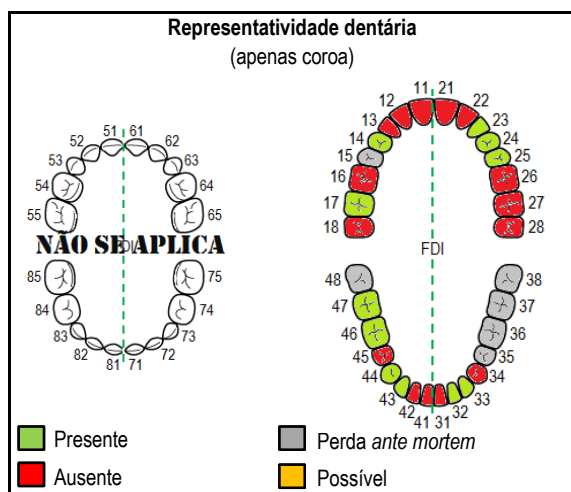 Representatividade dentária
(apenas coroa)
51 61
52 62
53 63
54 64
55 65
NÃO SE APLICA
FDI
85 75
84 74
83 73
82 72
81 71
11 21
12 22
13 23
14 24
15 25
16 26
17 27
18 28
FDI
48 38
47 37
46 36
45 35
44 34
43 33
42 32
41 31
Presente
Perda ante mortem
Ausente
Possível